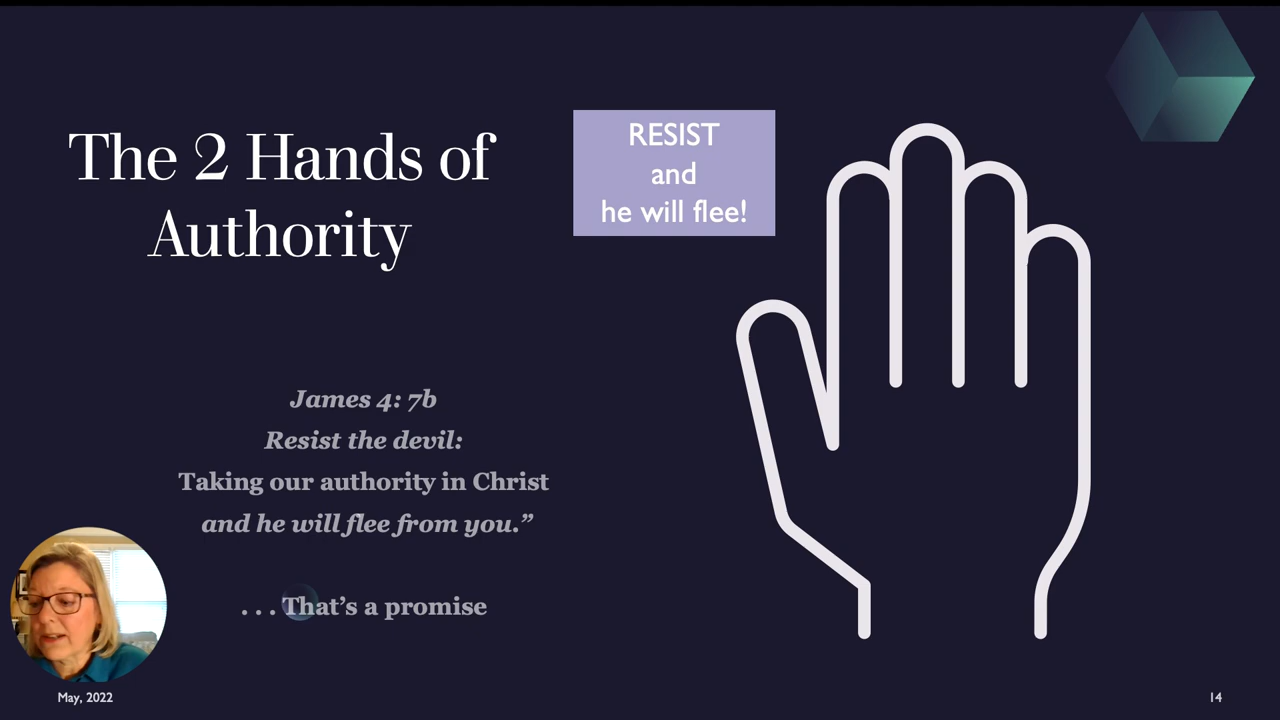 The 2 Hands of
Authority
RESIST
and
he will flee!
James 4: 7b
Resist the devil:
Taking our authority in Christ
and he will flee from you.”
. . . That’s a promise
May, 2022
14